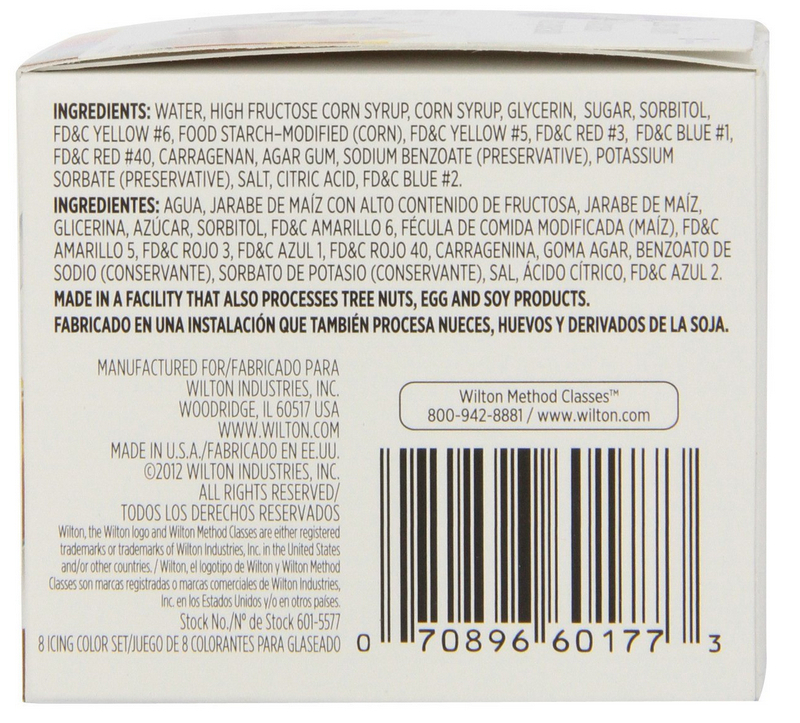 INGREDIENTS: WATER, HIGH FRUCTOSE CORN SYRUP, CORN SYRUP, GLYCERIN, SUGAR, SORBITOL,
FD&C YELLOW #6, FOOD STARCH-MODIFIED (CORN), FD&C YELLOW #5, FD&C RED #3, FD&C BLUE #1,
FD&C RED #40, CARRAGENAN, AGAR GUM, SODIUM BENZOATE (PRESERVATIVE), POTASSIUM
SORBATE (PRESERVATIVE), SALT, CITRIC ACID, FD&C BLUE #2.
INGREDIENTES: AGUA, JARABE DE MAÍZ CON ALTO CONTENIDO DE FRUCTOSA, JARABE DE MAÍZ,
GLICERINA, AZÚCAR, SORBITOL, FD&C AMARILLO 6, FÉCULA DE COMIDA MODIFICADA (MAÍZ), FD&C
AMARILLO 5, FD&C ROJO 3, FD&C AZUL 1, FD&C ROJO 40, CARRAGENINA, GOMA AGAR, BENZOATO DE
SODIO (CONSERVANTE), SORBATO DE POTASIO (CONSERVANTE), SAL, ÁCIDO CÍTRICO, FD&C AZUL 2.
MADE IN A FACILITY THAT ALSO PROCESSES TREE NUTS, EGG AND SOY PRODUCTS.
FABRICADO EN UNA INSTALACIÓN QUE TAMBIÉN PROCESA NUECES, HUEVOS Y DERIVADOS DE LA SOJA.
MANUFACTURED FOR/FABRICADO PARA
WILTON INDUSTRIES, INC.
WOODRIDGE, IL 60517 USA
WWW.WILTON.COM
MADE IN U.S.A./FABRICADO EN EE.UU.
©2012 WILTON INDUSTRIES, INC.
ALL RIGHTS RESERVED/
TODOS LOS DERECHOS RESERVADOS
Wilton, the Wilton logo and Wilton Method Classes are either registered
trademarks or trademarks of Wilton Industries, Inc. in the United States
and/or other countries. / Wilton, el logotipo de Wilton y Wilton Method
Classes son marcas registradas o marcas comerciales de Wilton Industries,
Inc. en los Estados Unidos y/o en otros países.
Stock No./Nº de Stock 601-5577
8 ICING COLOR SET/JUEGO DE 8 COLORANTES PARA GLASEADO
Wilton Method Classes™
800-942-8881 / www.wilton.com
0 70896 60177 3